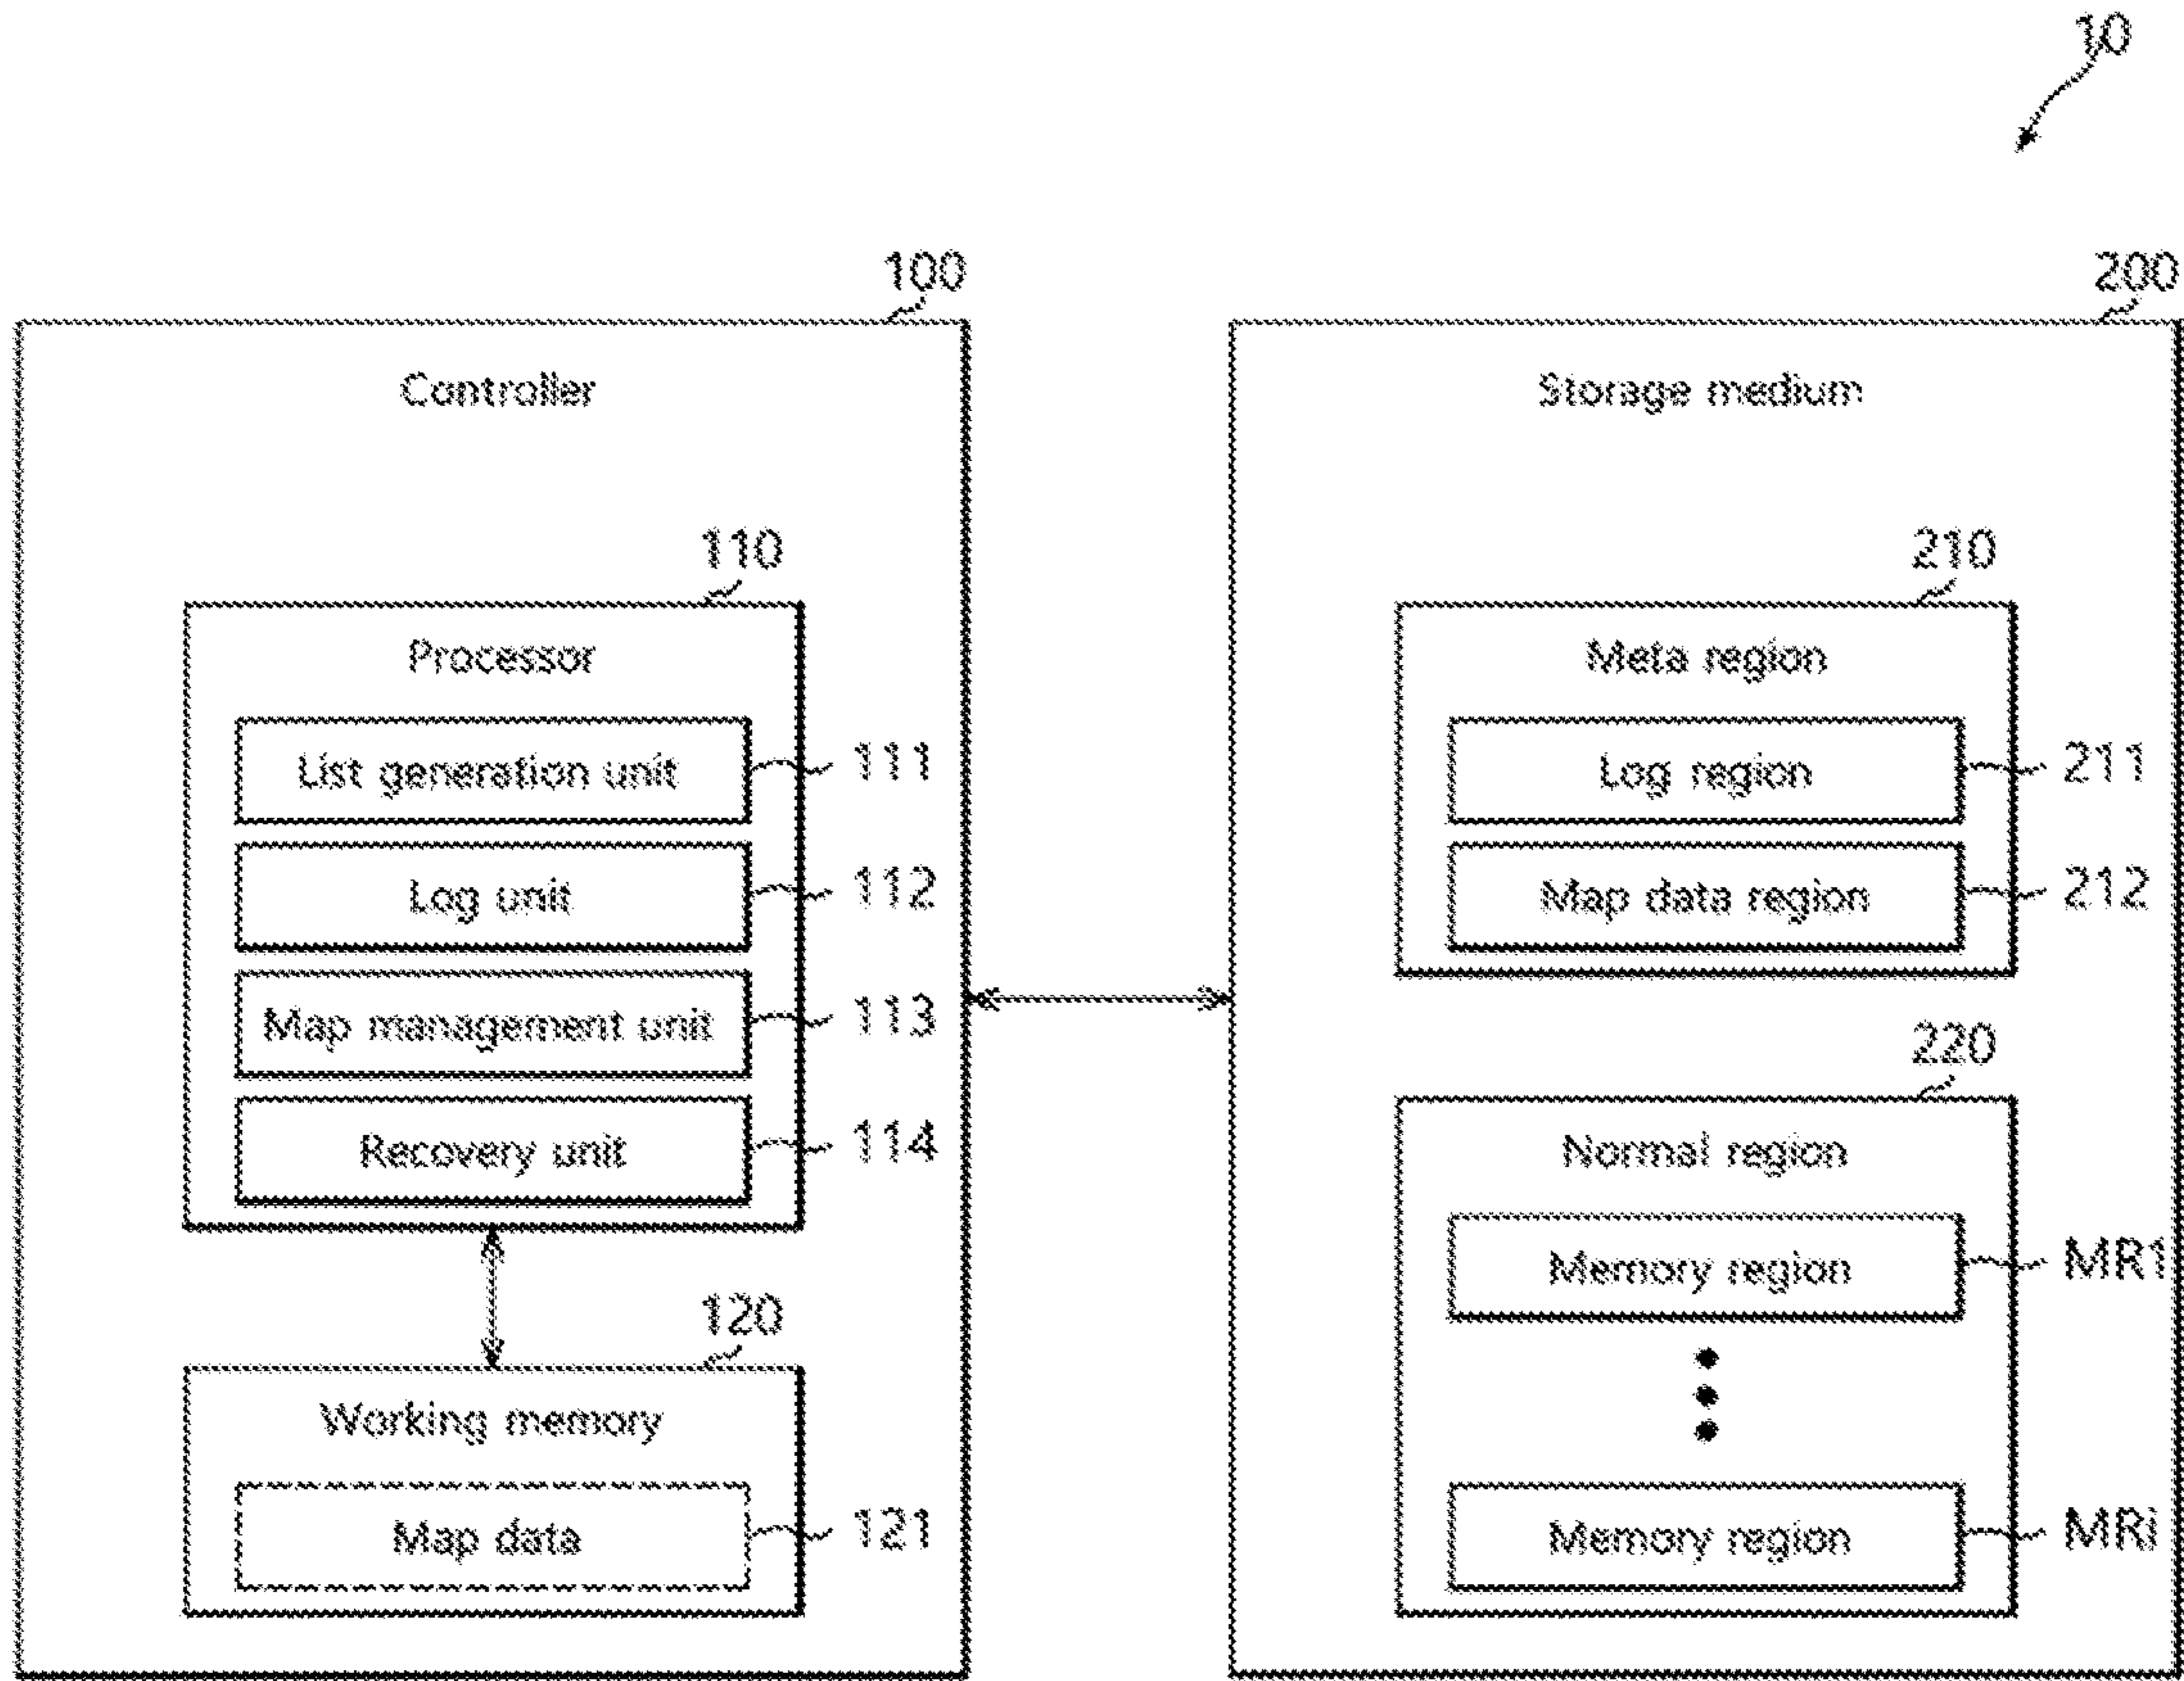 10
100
Controller
110
Processor
List generation unit 111
Log unit 112
Map management unit 113
Recovery unit 114
120
Working memory
Map data 121
200
Storage medium
210
Meta region
Log region 211
Map data region 212
220
Normal region
Memory region MR1
Memory region MRi